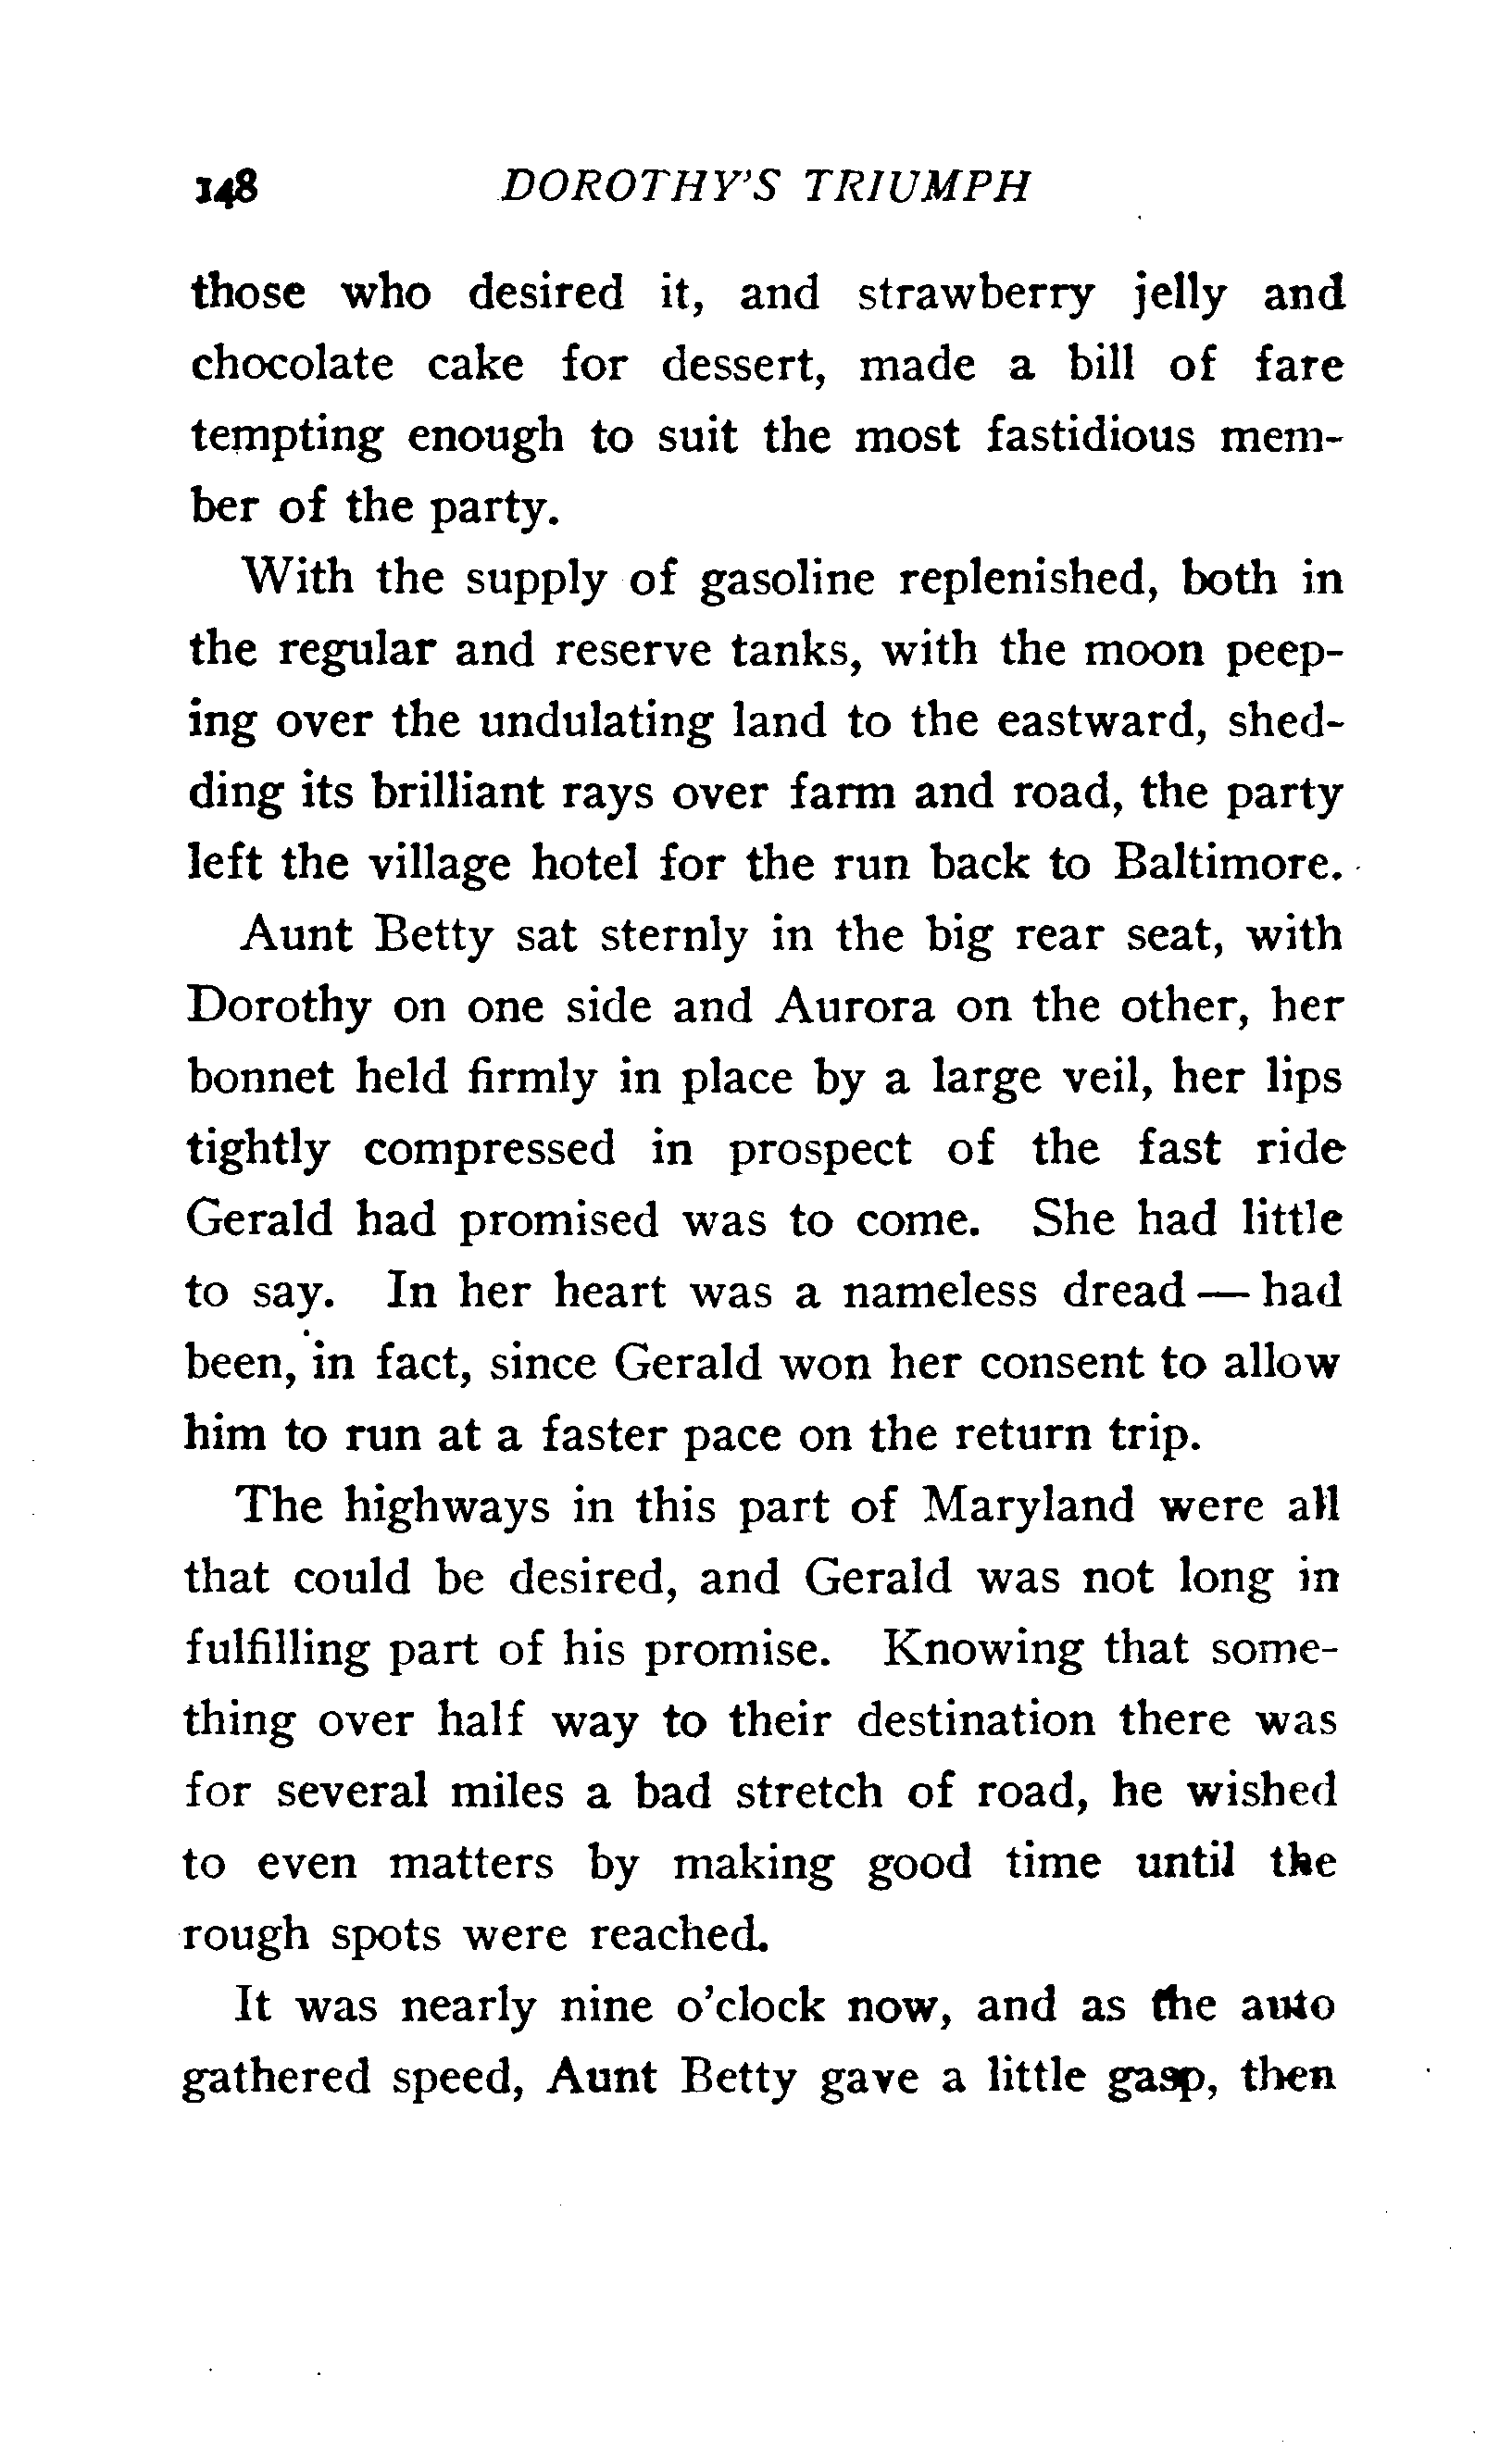 148 DOROTHY'S TRIUMPH
those who desired it, and strawberry jelly and
chocolate cake for dessert, made a bill of fare
tempting enough to suit the most fastidious mem-
ber of the party.
With the supply of gasoline replenished, both in
the regular and reserve tanks, with the moon peep-
ing over the undulating land to the eastward, shed-
ding its brilliant rays over farm and road, the party
left the village hotel for the run back to Baltimore.
Aunt Betty sat sternly in the big rear seat, with
Dorothy on one side and Aurora on the other, her
bonnet held firmly in place by a large veil, her lips
tightly compressed in prospect of the fast ride
Gerald had promised was to come. She had little
to say. In her heart was a nameless dread — had
been, in fact, since Gerald won her consent to allow
him to run at a faster pace on the return trip.
The highways in this part of Maryland were all
that could be desired, and Gerald was not long in
fulfilling part of his promise. Knowing that some-
thing over half way to their destination there was
for several miles a bad stretch of road, he wished
to even matters by making good time until the
rough spots were reached.
It was nearly nine o'clock now, and as the auto
gathered speed, Aunt Betty gave a little gasp, then